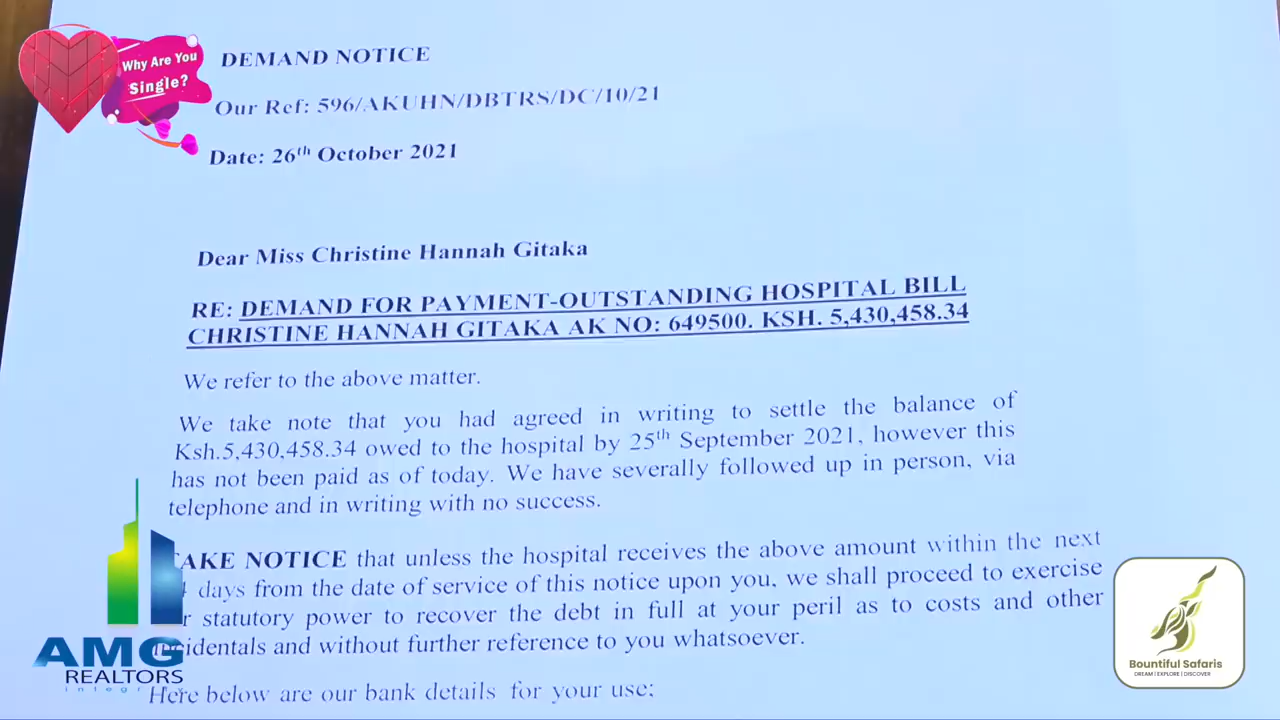 Why Are You
Single?
DEMAND NOTICE
Our Ref: 596/AKUHN/DBTRS/DC/10/21
Date: 26th October 2021
Dear Miss Christine Hannah Gitaka
RE: DEMAND FOR PAYMENT-OUTSTANDING HOSPITAL BILL
CHRISTINE HANNAH GITAKA AK NO: 649500. KSH. 5,430,458.34
We refer to the above matter.
We take note that you had agreed in writing to settle the balance of
Ksh.5,430,458.34 owed to the hospital by 25th September 2021, however this
has not been paid as of today. We have severally followed up in person, via
telephone and in writing with no success.
AKE NOTICE that unless the hospital receives the above amount within the next
days from the date of service of this notice upon you, we shall proceed to exercise
statutory power to recover the debt in full at your peril as to costs and other
incidentals and without further reference to you whatsoever.
Here below are our bank details for your use:
AMG
REALTORS
Bountiful Safaris
DREAM | EXPLORE | DISCOVER